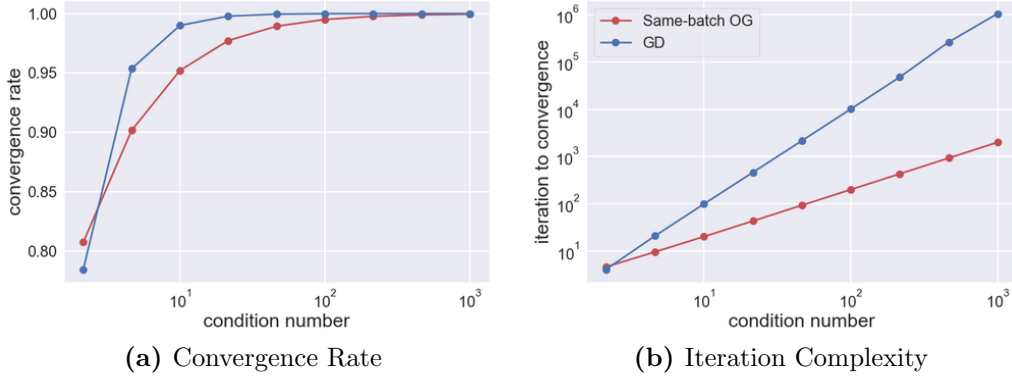 1.00
0.95
0.90
0.85
0.80
convergence rate
10^1
10^2
10^3
condition number
(a) Convergence Rate
Same-batch OG
GD
10^6
10^5
10^4
10^3
10^2
10^1
iteration to convergence
10^1
10^2
10^3
condition number
(b) Iteration Complexity